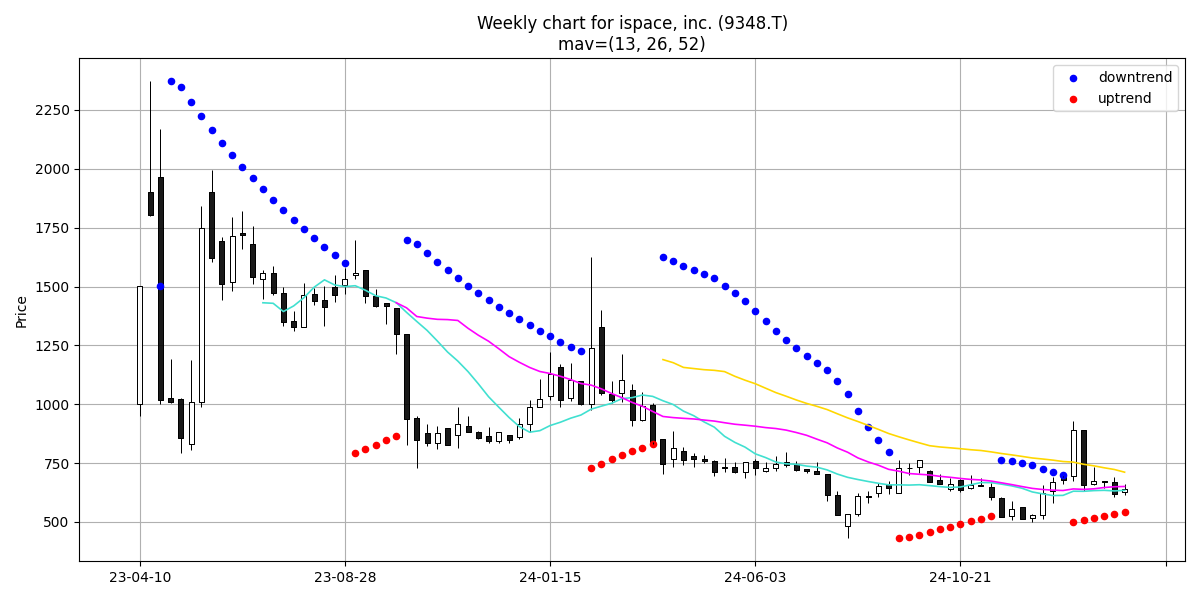 Weekly chart for ispace, inc. (9348.T)
mav=(13, 26, 52)
downtrend
uptrend
2250
2000
1750
1500
1250
1000
750
500
Price
23-04-10
23-08-28
24-01-15
24-06-03
24-10-21